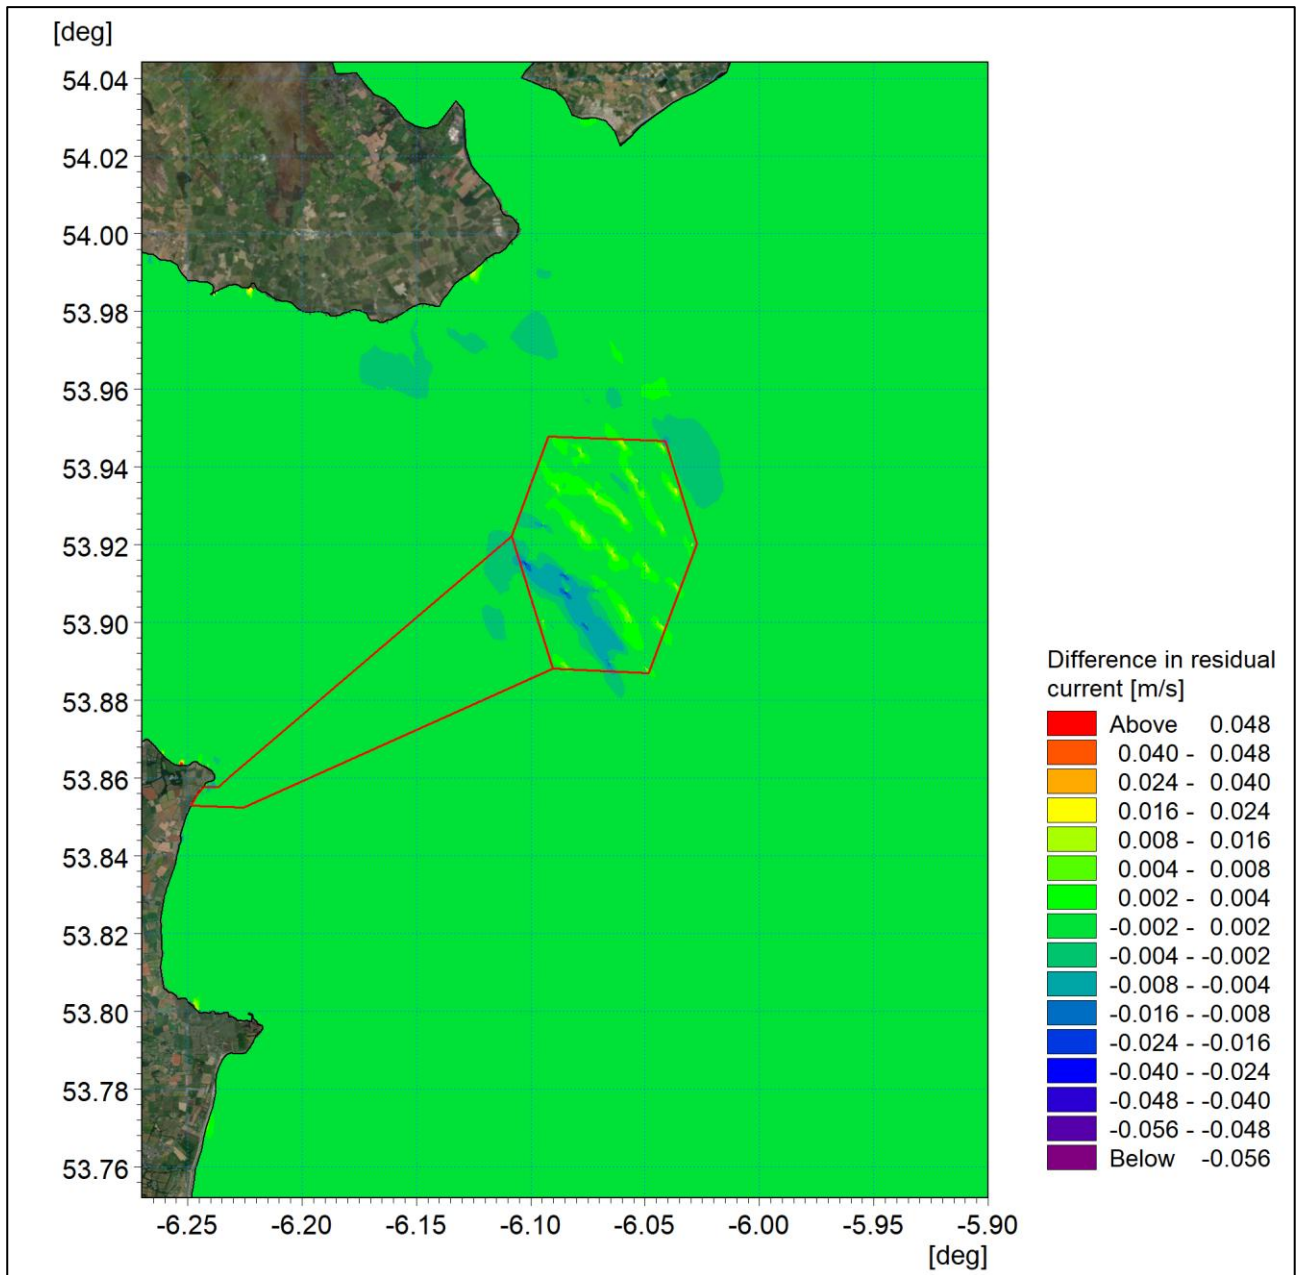 [deg]
54.04
54.02
54.00
53.98
53.96
53.94
53.92
53.90
53.88
53.86
53.84
53.82
53.80
53.78
53.76
-6.25 -6.20 -6.15 -6.10 -6.05 -6.00 -5.95 -5.90
[deg]
Difference in residual
current [m/s]
Above 0.048
0.040 - 0.048
0.024 - 0.040
0.016 - 0.024
0.008 - 0.016
0.004 - 0.008
0.002 - 0.004
-0.002 - 0.002
-0.004 - -0.002
-0.008 - -0.004
-0.016 - -0.008
-0.024 - -0.016
-0.040 - -0.024
-0.048 - -0.040
-0.056 - -0.048
Below -0.056